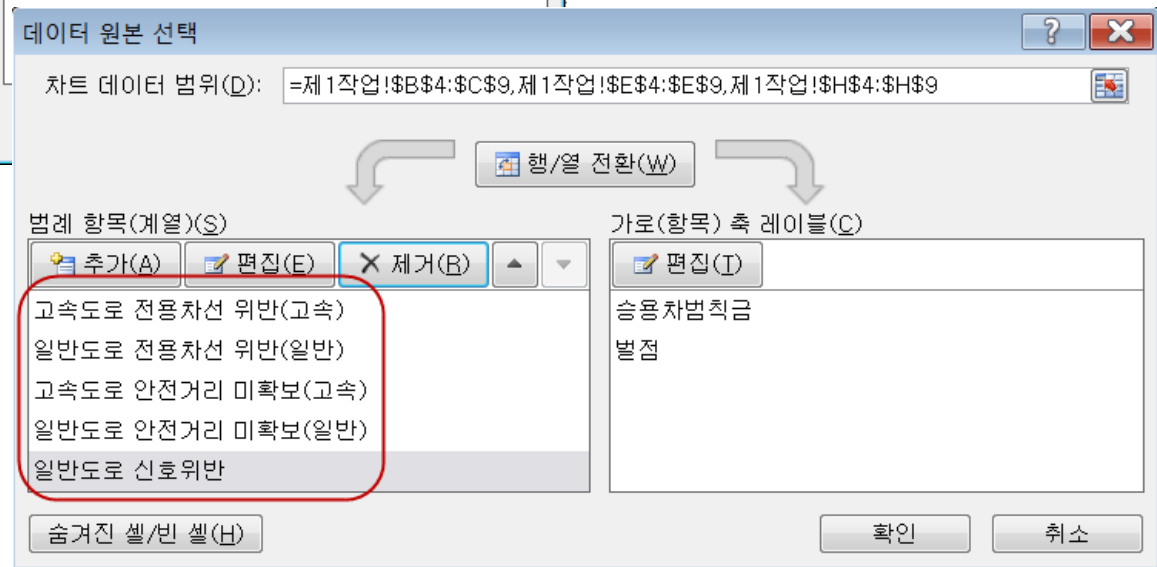 데이터 원본 선택
차트 데이터 범위(D): =제1작업!$B$4:$C$9,제1작업!$E$4:$E$9,제1작업!$H$4:$H$9
행/열 전환(W)
범례 항목(계열)(S)
가로(항목) 축 레이블(C)
추가(A) 편집(E) 제거(R)
편집(T)
고속도로 전용차선 위반(고속)
일반도로 전용차선 위반(일반)
고속도로 안전거리 미확보(고속)
일반도로 안전거리 미확보(일반)
일반도로 신호위반
승용차범칙금
벌점
숨겨진 셀/빈 셀(H)
확인
취소